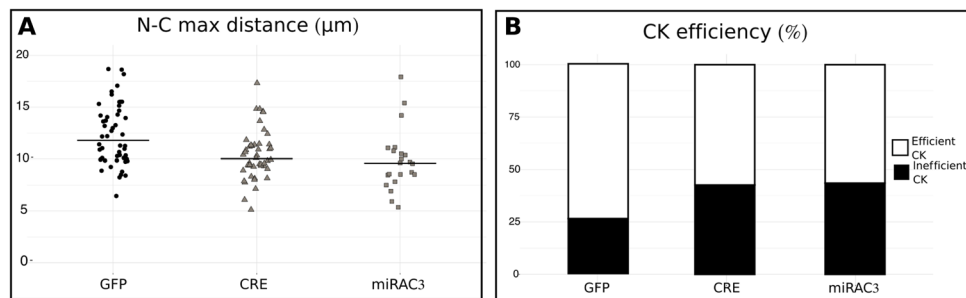 A
N-C max distance (μm)
20
15
10
5
0
GFP
CRE
miRAC3
B
CK efficiency (%)
100
75
50
25
0
Efficient
CK
Inefficient
CK
GFP
CRE
miRAC3